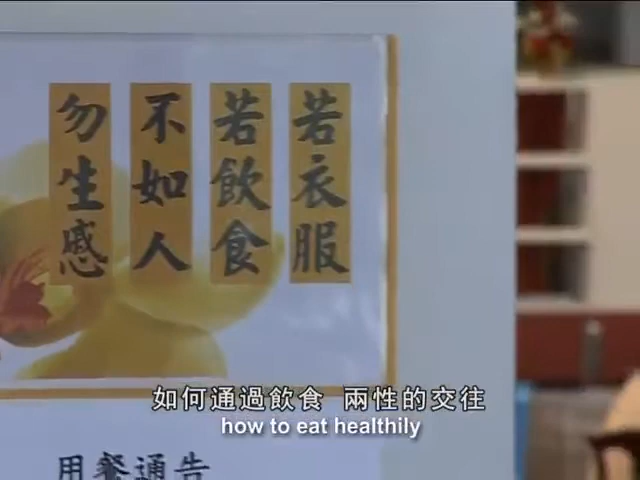 若衣服
若飲食
不如人
勿生慼
如何通過飲食 兩性的交往
how to eat healthily
用餐通告